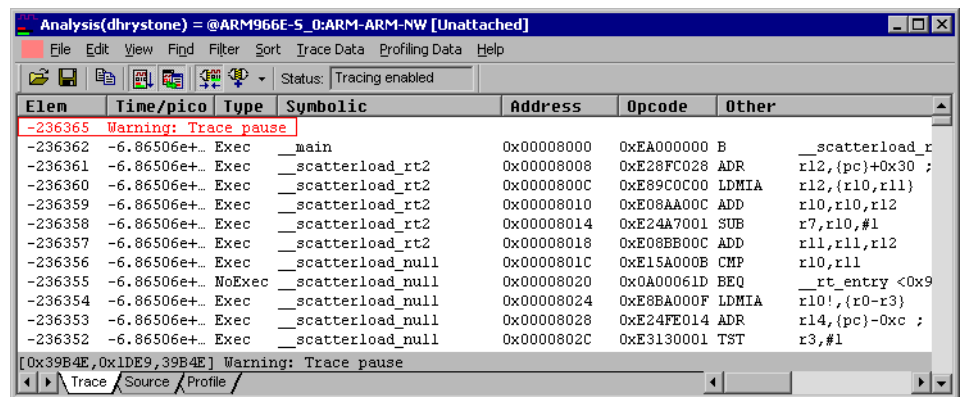 Analysis(dhrystone) = @ARM966E-S_0:ARM-ARM-NW [Unattached]
File Edit View Find Filter Sort Trace Data Profiling Data Help
Status: Tracing enabled
Elem Time/pico Type Symbolic Address Opcode Other
-236365 Warning: Trace pause
-236362 -6.86506e+… Exec __main 0x00008000 0xEA000000 B __scatterload_r
-236361 -6.86506e+… Exec __scatterload_rt2 0x00008008 0xE28FC028 ADR r12,{pc}+0x30 ;
-236360 -6.86506e+… Exec __scatterload_rt2 0x0000800C 0xE89C0C00 LDMIA r12,{r10,r11}
-236359 -6.86506e+… Exec __scatterload_rt2 0x00008010 0xE08AA00C ADD r10,r10,r12
-236358 -6.86506e+… Exec __scatterload_rt2 0x00008014 0xE24A7001 SUB r7,r10,#1
-236357 -6.86506e+… Exec __scatterload_rt2 0x00008018 0xE08BB00C ADD r11,r11,r12
-236356 -6.86506e+… Exec __scatterload_null 0x0000801C 0xE15A000B CMP r10,r11
-236355 -6.86506e+… NoExec __scatterload_null 0x00008020 0x0A00061D BEQ __rt_entry <0x9
-236354 -6.86506e+… Exec __scatterload_null 0x00008024 0xE8BA000F LDMIA r10!,{r0-r3}
-236353 -6.86506e+… Exec __scatterload_null 0x00008028 0xE24FE014 ADR r14,{pc}-0xc ;
-236352 -6.86506e+… Exec __scatterload_null 0x0000802C 0xE3130001 TST r3,#1
[0x39B4E,0x1DE9,39B4E] Warning: Trace pause
Trace Source Profile